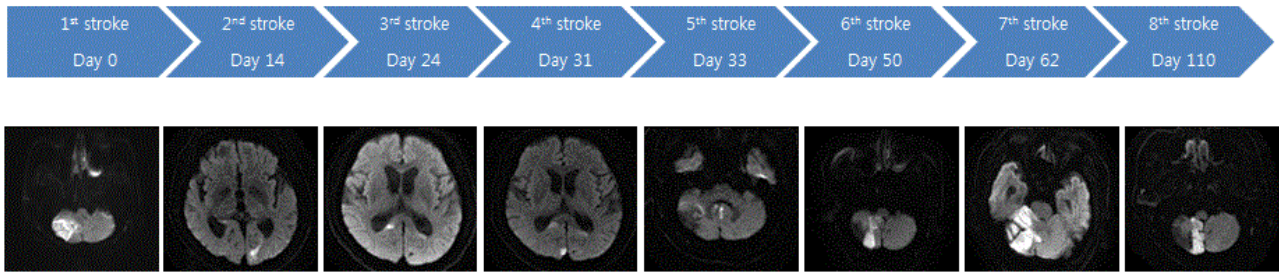 1st stroke
Day 0
2nd stroke
Day 14
3rd stroke
Day 24
4th stroke
Day 31
5th stroke
Day 33
6th stroke
Day 50
7th stroke
Day 62
8th stroke
Day 110